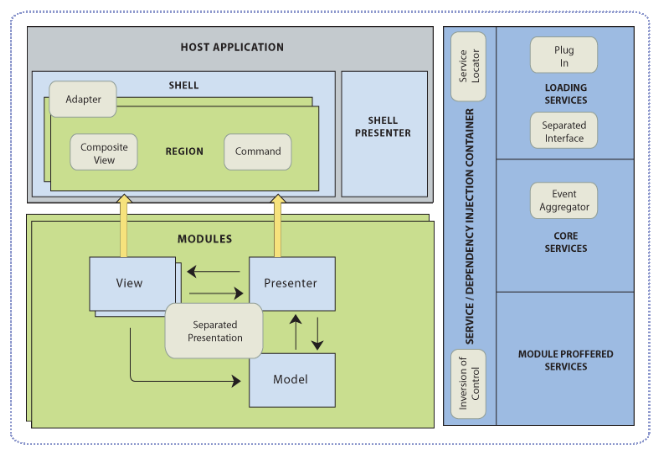 HOST APPLICATION
SHELL
Adapter
Composite
View
REGION
Command
SHELL
PRESENTER
MODULES
View
Presenter
Separated
Presentation
Model
Service
Locator
SERVICE / DEPENDENCY INJECTION CONTAINER
Inversion of
Control
Plug
In
LOADING
SERVICES
Separated
Interface
Event
Aggregator
CORE
SERVICES
MODULE PROFFERED
SERVICES